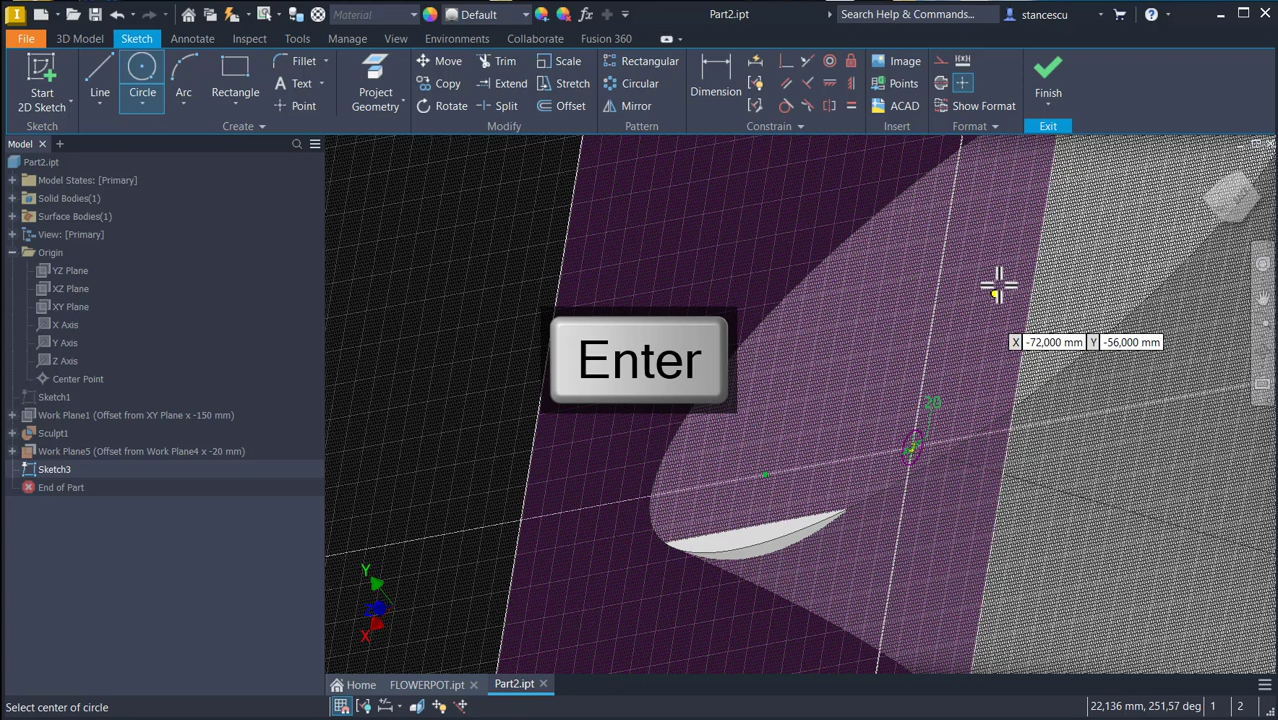 Material
Default
Part2.ipt
Search Help & Commands...
stancescu
File
3D Model
Sketch
Annotate
Inspect
Tools
Manage
View
Environments
Collaborate
Fusion 360
Start
2D Sketch
Line
Circle
Arc
Rectangle
Fillet
Text
Point
Project
Geometry
Move
Copy
Rotate
Trim
Extend
Split
Scale
Stretch
Offset
Rectangular
Circular
Mirror
Dimension
Image
Points
ACAD
Show Format
Finish
Sketch
Create
Modify
Pattern
Constrain
Insert
Format
Exit
Model
Part2.ipt
Model States: [Primary]
Solid Bodies(1)
Surface Bodies(1)
View: [Primary]
Origin
YZ Plane
XZ Plane
XY Plane
X Axis
Y Axis
Z Axis
Center Point
Sketch1
Work Plane1 (Offset from XY Plane x -150 mm)
Sculpt1
Work Plane5 (Offset from Work Plane4 x -20 mm)
Sketch3
End of Part
Enter
X -72,000 mm Y -56,000 mm
20
Y
Z
X
Home
FLOWERPOT.ipt
Part2.ipt
Select center of circle
22,136 mm, 251,57 deg 1 2